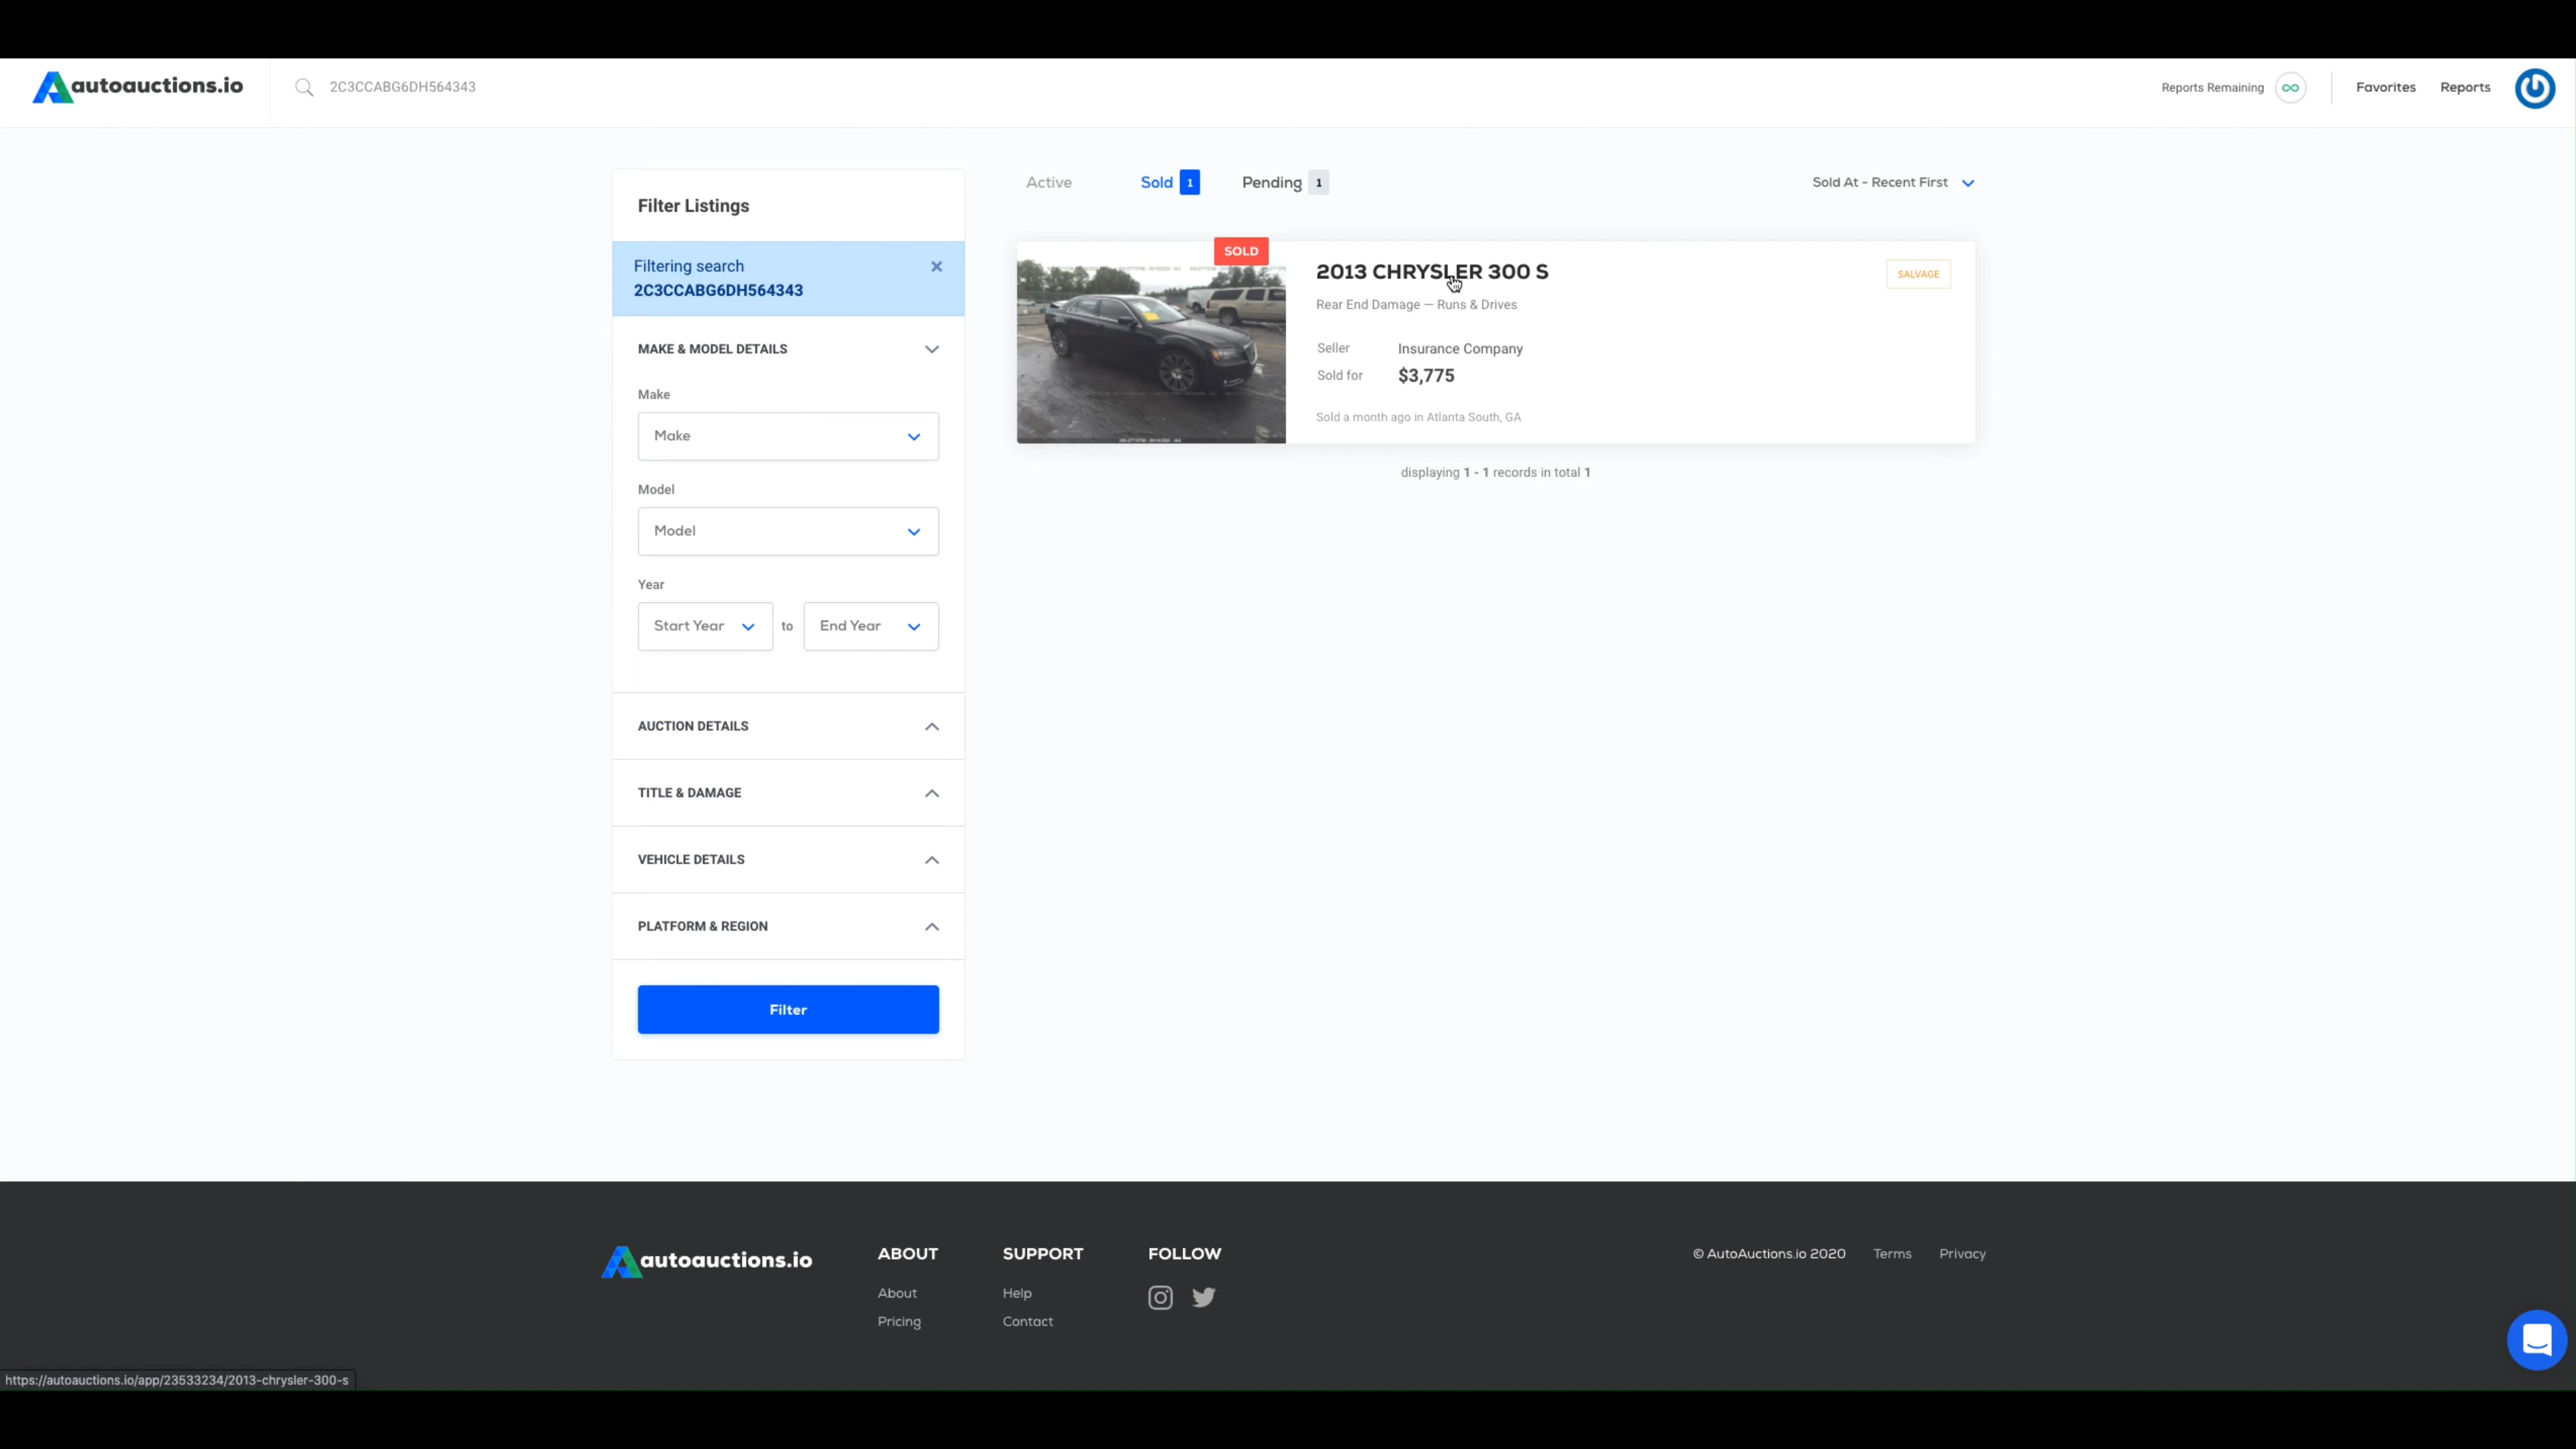 autoauctions.io
2C3CCABG6DH564343
Reports Remaining
Favorites
Reports
Filter Listings
Filtering search
2C3CCABG6DH564343
MAKE & MODEL DETAILS
Make
Make
Model
Model
Year
Start Year to End Year
AUCTION DETAILS
TITLE & DAMAGE
VEHICLE DETAILS
PLATFORM & REGION
Filter
Active
Sold 1
Pending 1
Sold At - Recent First
SOLD
2013 CHRYSLER 300 S
SALVAGE
Rear End Damage — Runs & Drives
Seller Insurance Company
Sold for $3,775
Sold a month ago in Atlanta South, GA
displaying 1 - 1 records in total 1
autoauctions.io
ABOUT
About
Pricing
SUPPORT
Help
Contact
FOLLOW
© AutoAuctions.io 2020
Terms
Privacy
https://autoauctions.io/app/23533234/2013-chrysler-300-s